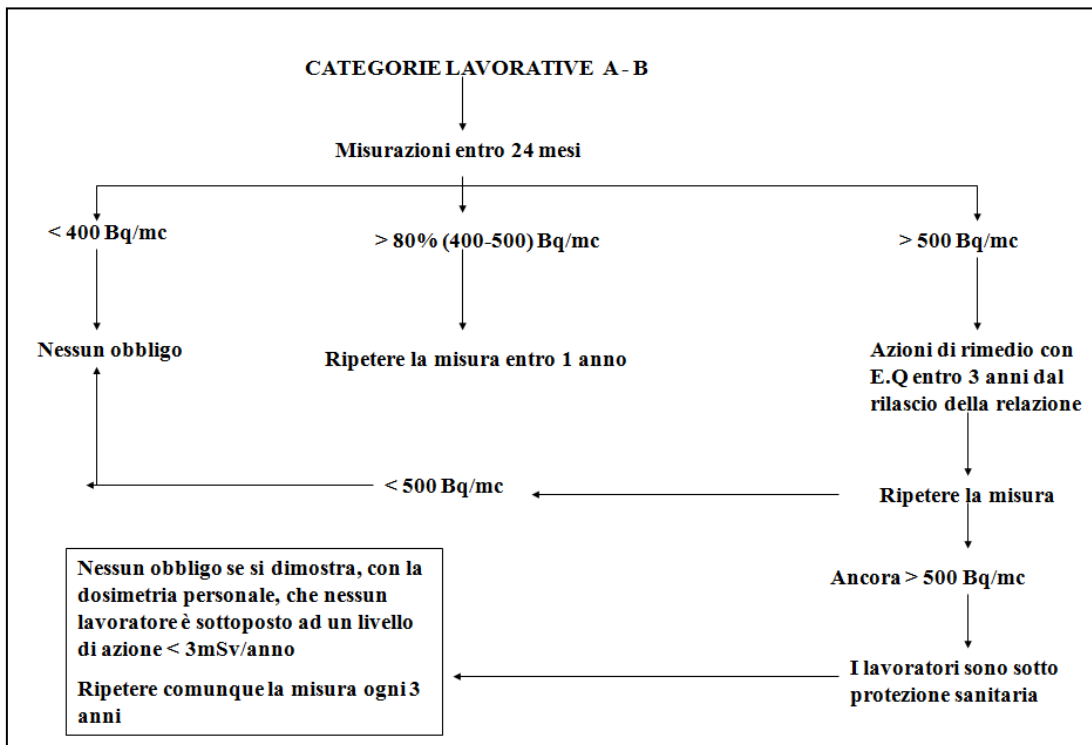 CATEGORIE LAVORATIVE A - B
Misurazioni entro 24 mesi
< 400 Bq/mc
> 80% (400-500) Bq/mc
> 500 Bq/mc
Nessun obbligo
Ripetere la misura entro 1 anno
Azioni di rimedio con
E.Q entro 3 anni dal
rilascio della relazione
< 500 Bq/mc
Ripetere la misura
Ancora > 500 Bq/mc
Nessun obbligo se si dimostra, con la
dosimetria personale, che nessun
lavoratore è sottoposto ad un livello
di azione < 3mSv/anno
Ripetere comunque la misura ogni 3
anni
I lavoratori sono sotto
protezione sanitaria